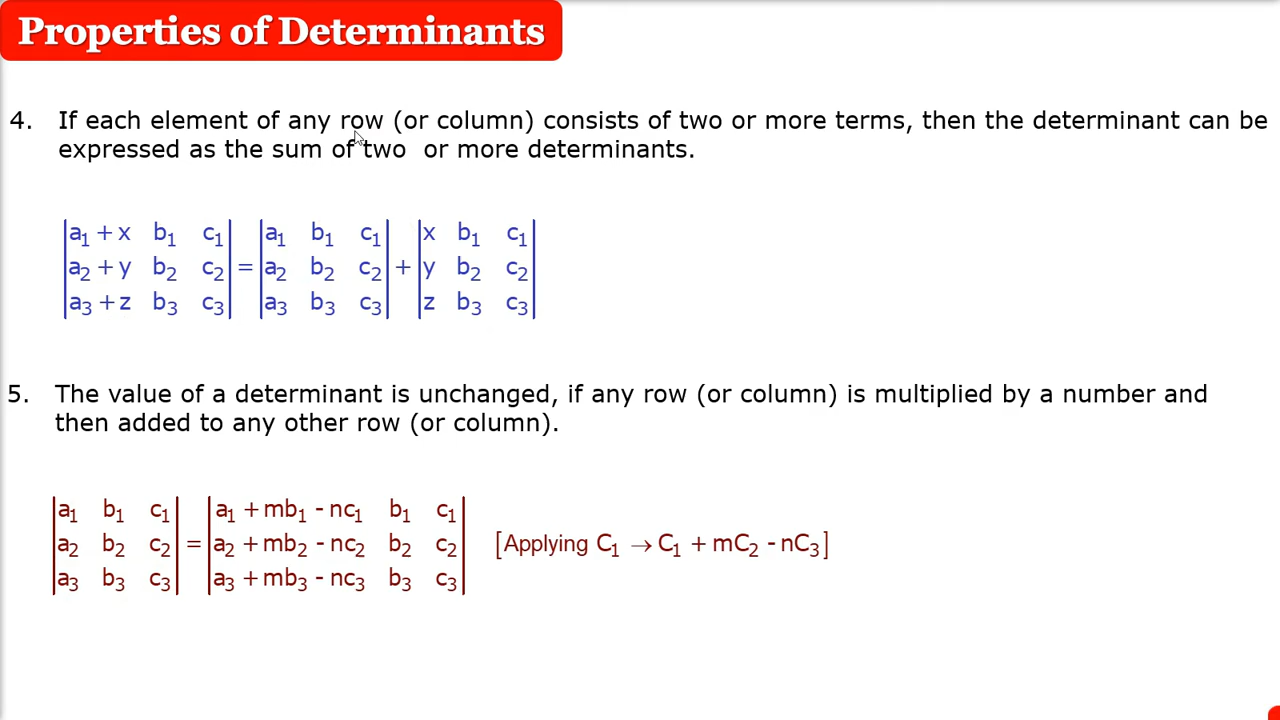 Properties of Determinants
4. If each element of any row (or column) consists of two or more terms, then the determinant can be
expressed as the sum of two or more determinants.
|a₁ + x b₁ c₁| |a₁ b₁ c₁| |x b₁ c₁|
|a₂ + y b₂ c₂| = |a₂ b₂ c₂| + |y b₂ c₂|
|a₃ + z b₃ c₃| |a₃ b₃ c₃| |z b₃ c₃|
5. The value of a determinant is unchanged, if any row (or column) is multiplied by a number and
then added to any other row (or column).
|a₁ b₁ c₁| |a₁ + mb₁ - nc₁ b₁ c₁|
|a₂ b₂ c₂| = |a₂ + mb₂ - nc₂ b₂ c₂| [Applying C₁ → C₁ + mC₂ - nC₃]
|a₃ b₃ c₃| |a₃ + mb₃ - nc₃ b₃ c₃|